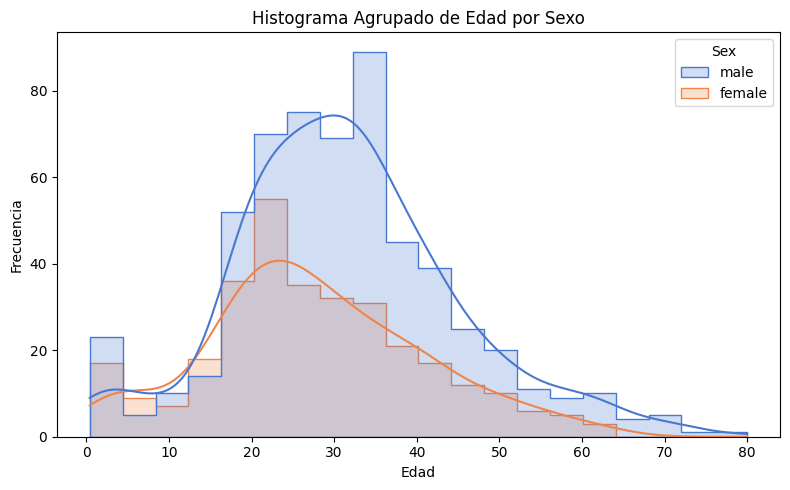 Histograma Agrupado de Edad por Sexo
Sex
male
female
Frecuencia
80
60
40
20
0
0 10 20 30 40 50 60 70 80
Edad